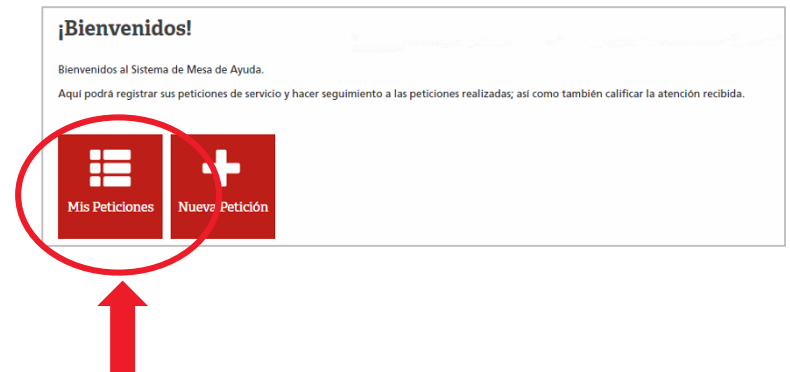 ¡Bienvenidos!
Bienvenidos al Sistema de Mesa de Ayuda.
Aquí podrá registrar sus peticiones de servicio y hacer seguimiento a las peticiones realizadas; así como también calificar la atención recibida.
Mis Peticiones
Nueva Petición